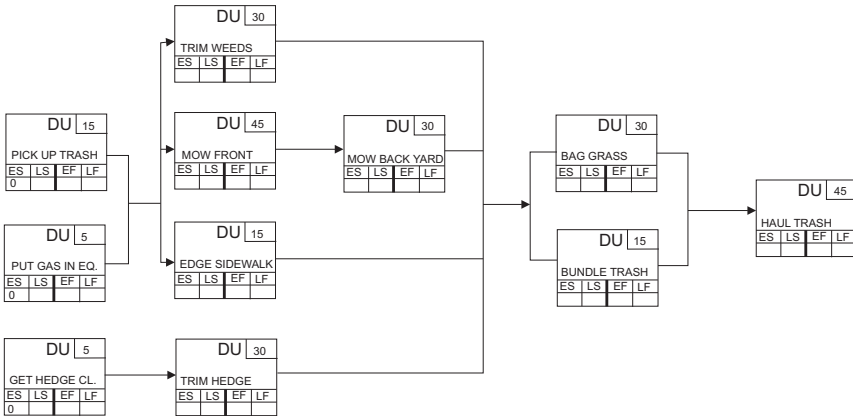 DU 30
TRIM WEEDS
ES LS EF LF
DU 15
PICK UP TRASH
ES LS EF LF
0
DU 45
MOW FRONT
ES LS EF LF
DU 30
MOW BACK YARD
ES LS EF LF
DU 30
BAG GRASS
ES LS EF LF
DU 45
HAUL TRASH
ES LS EF LF
DU 5
PUT GAS IN EQ.
ES LS EF LF
0
DU 15
EDGE SIDEWALK
ES LS EF LF
DU 15
BUNDLE TRASH
ES LS EF LF
DU 5
GET HEDGE CL.
ES LS EF LF
0
DU 30
TRIM HEDGE
ES LS EF LF